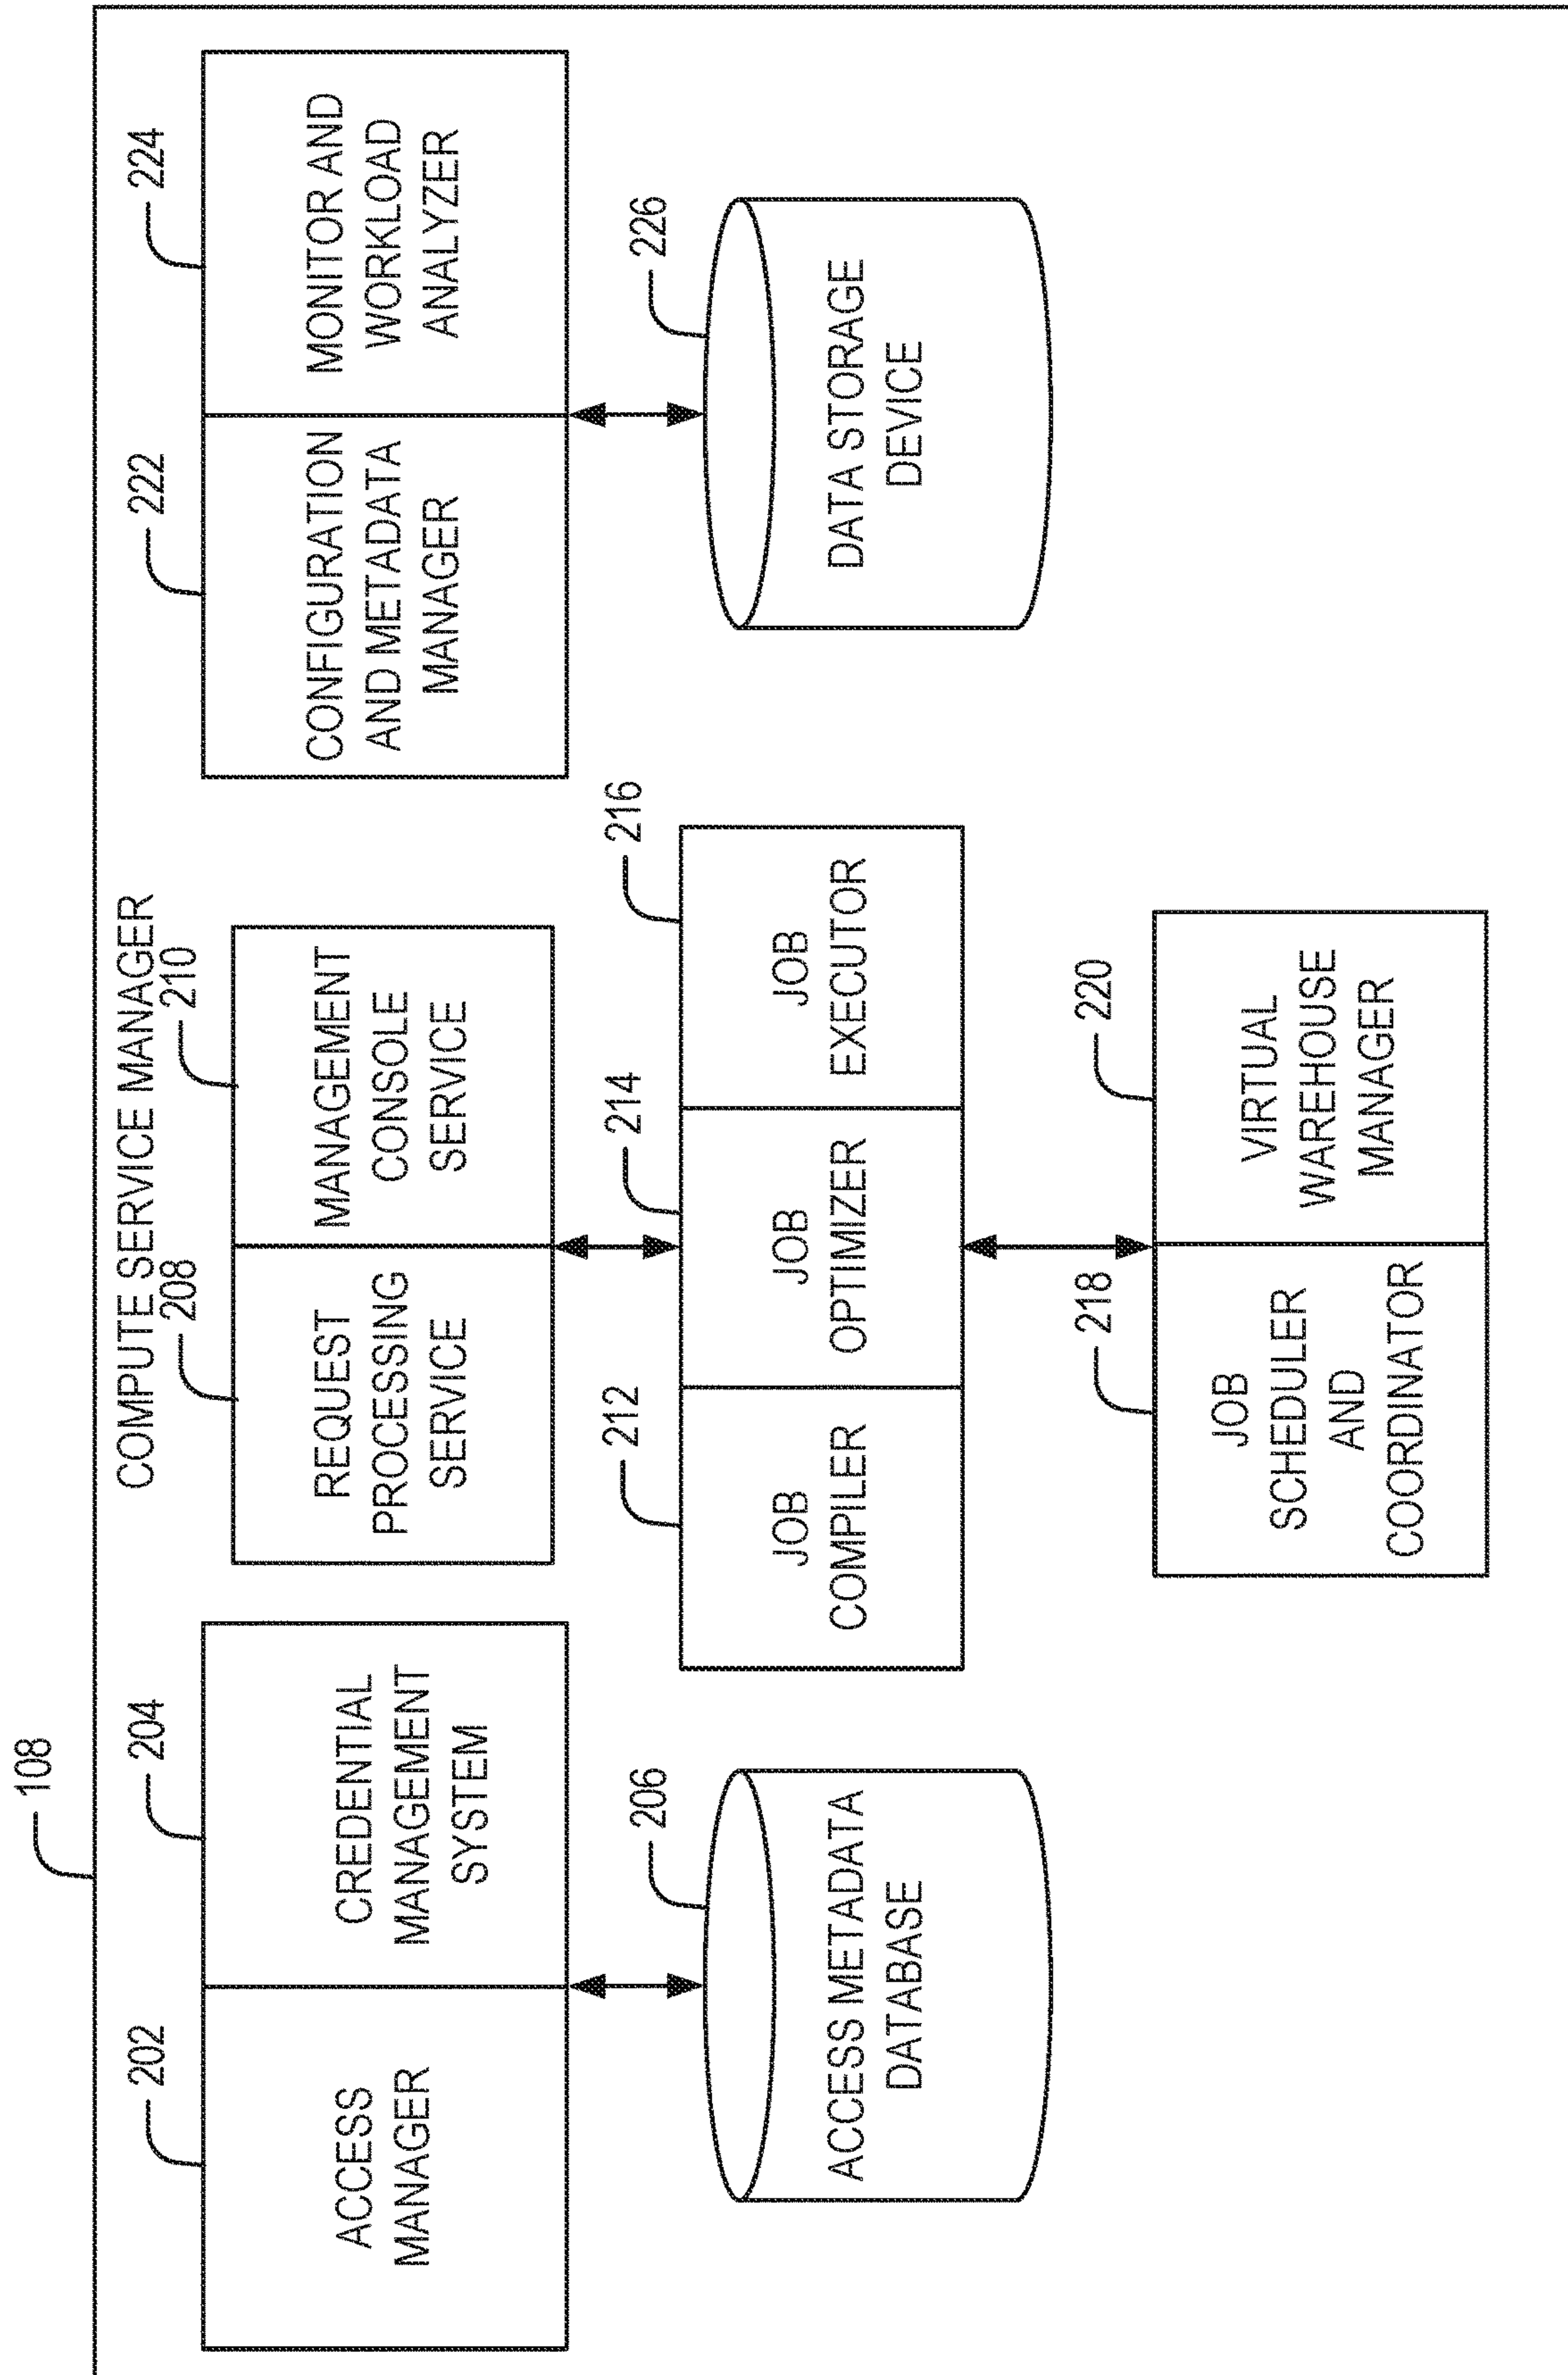 108
COMPUTE SERVICE MANAGER
202
204
ACCESS
MANAGER
CREDENTIAL
MANAGEMENT
SYSTEM
206
ACCESS METADATA
DATABASE
208
210
REQUEST
PROCESSING
SERVICE
MANAGEMENT
CONSOLE
SERVICE
212
214
216
JOB
COMPILER
JOB
OPTIMIZER
JOB
EXECUTOR
218
220
JOB
SCHEDULER
AND
COORDINATOR
VIRTUAL
WAREHOUSE
MANAGER
222
224
CONFIGURATION
AND METADATA
MANAGER
MONITOR AND
WORKLOAD
ANALYZER
226
DATA STORAGE
DEVICE